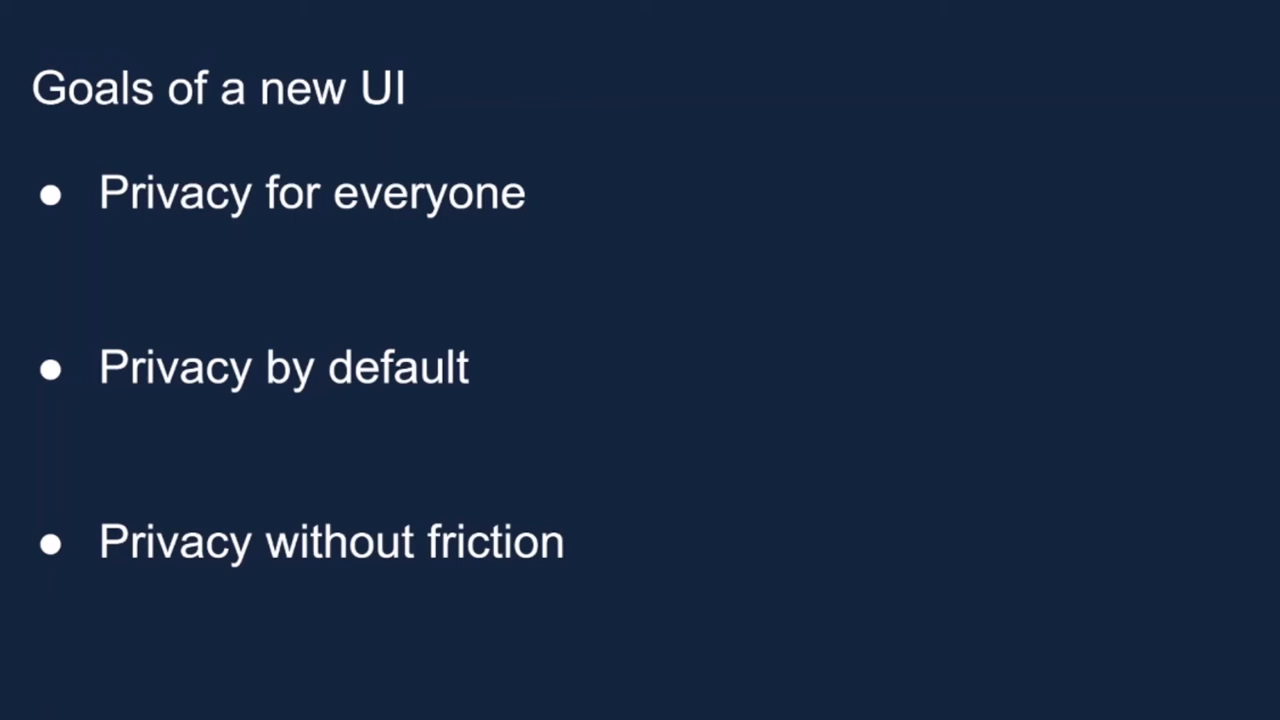 Goals of a new UI
● Privacy for everyone
● Privacy by default
● Privacy without friction